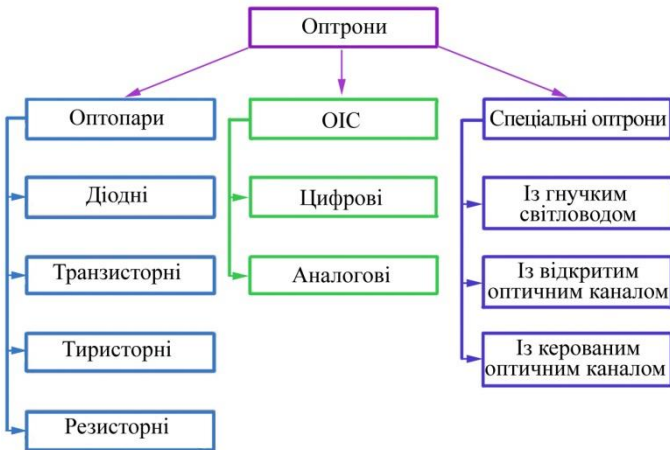 Оптрони
Оптопари
ОІС
Спеціальні оптрони
Діодні
Транзисторні
Тиристорні
Резисторні
Цифрові
Аналогові
Із гнучким
світловодом
Із відкритим
оптичним каналом
Із керованим
оптичним каналом